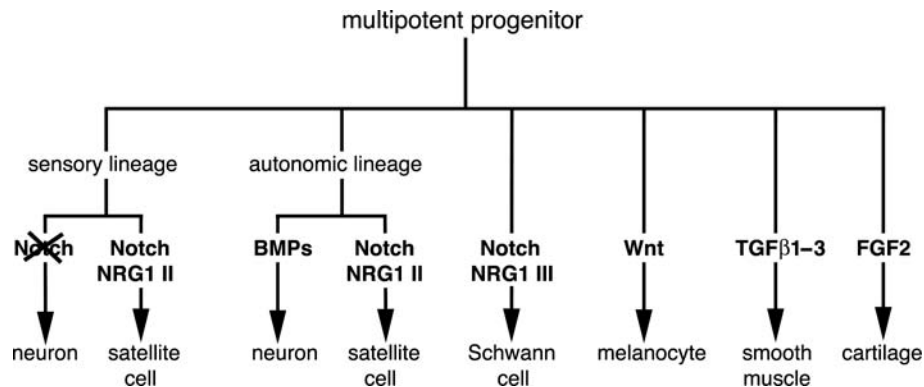 multipotent progenitor
sensory lineage autonomic lineage
Notch Notch BMPs Notch Notch Wnt TGFβ1–3 FGF2
NRG1 II NRG1 II NRG1 III
neuron satellite neuron satellite Schwann melanocyte smooth cartilage
cell cell cell muscle